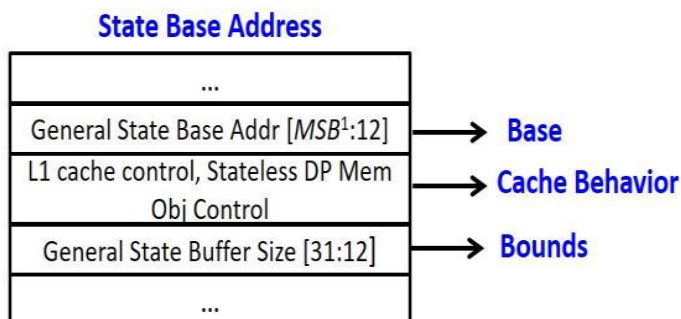 State Base Address
...
General State Base Addr [MSB¹:12]
Base
L1 cache control, Stateless DP Mem
Obj Control
Cache Behavior
General State Buffer Size [31:12]
Bounds
...